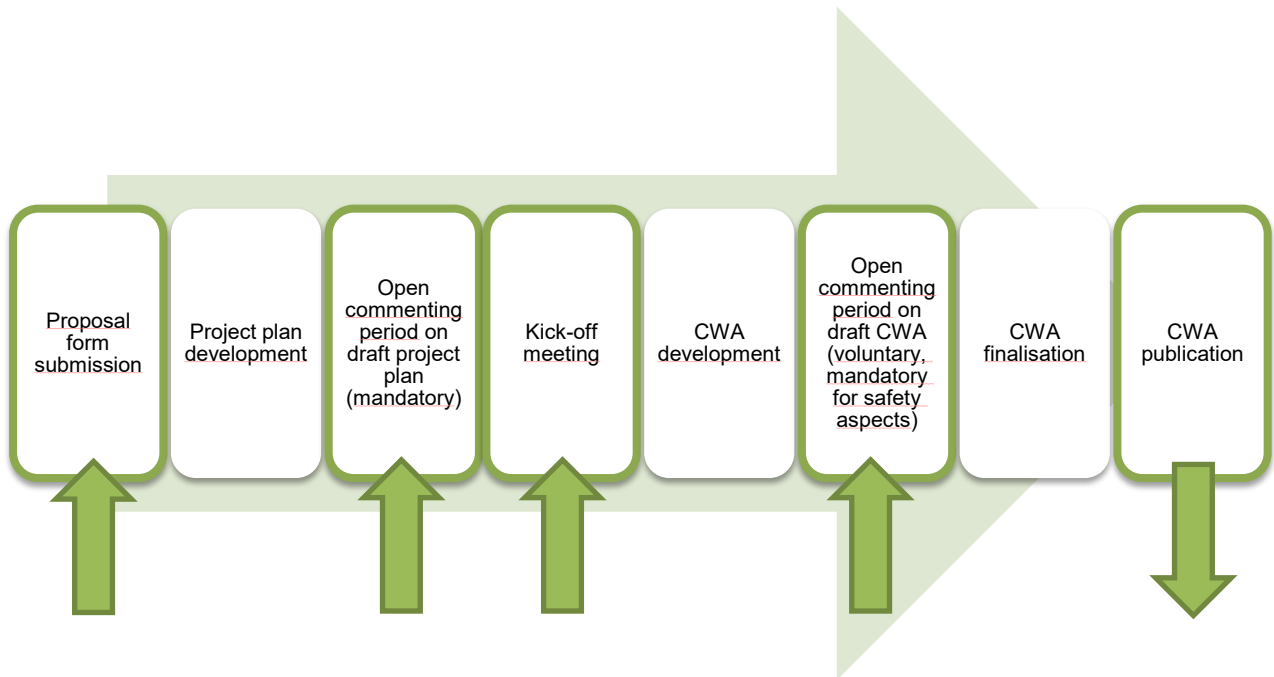 Proposal
form
submission
Project plan
development
Open
commenting
period on
draft project
plan
(mandatory)
Kick-off
meeting
CWA
development
Open
commenting
period on
draft CWA
(voluntary,
mandatory
for safety
aspects)
CWA
finalisation
CWA
publication